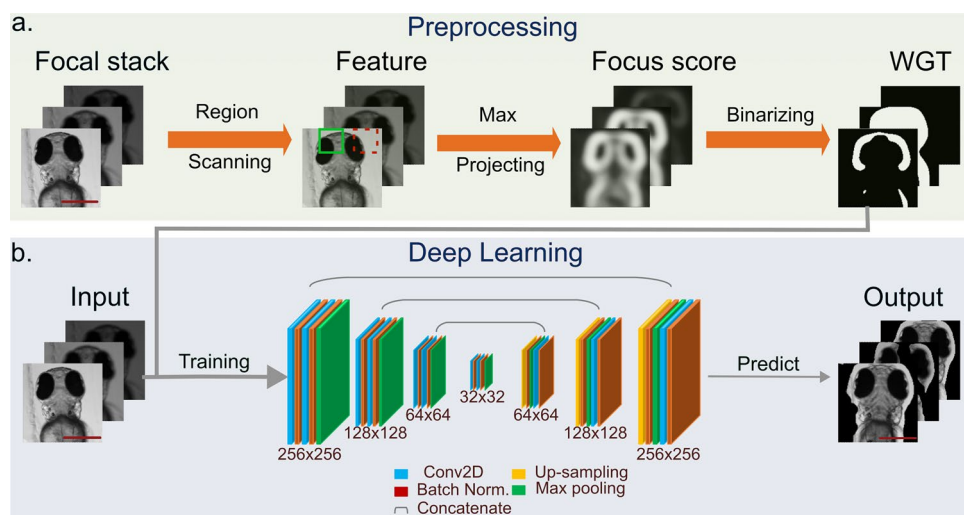 a.
Preprocessing
Focal stack
Feature
Focus score
WGT
Region
Scanning
Max
Projecting
Binarizing
b.
Deep Learning
Input
Output
Training
Predict
256x256
128x128
64x64
32x32
64x64
128x128
256x256
Conv2D
Up-sampling
Batch Norm.
Max pooling
Concatenate